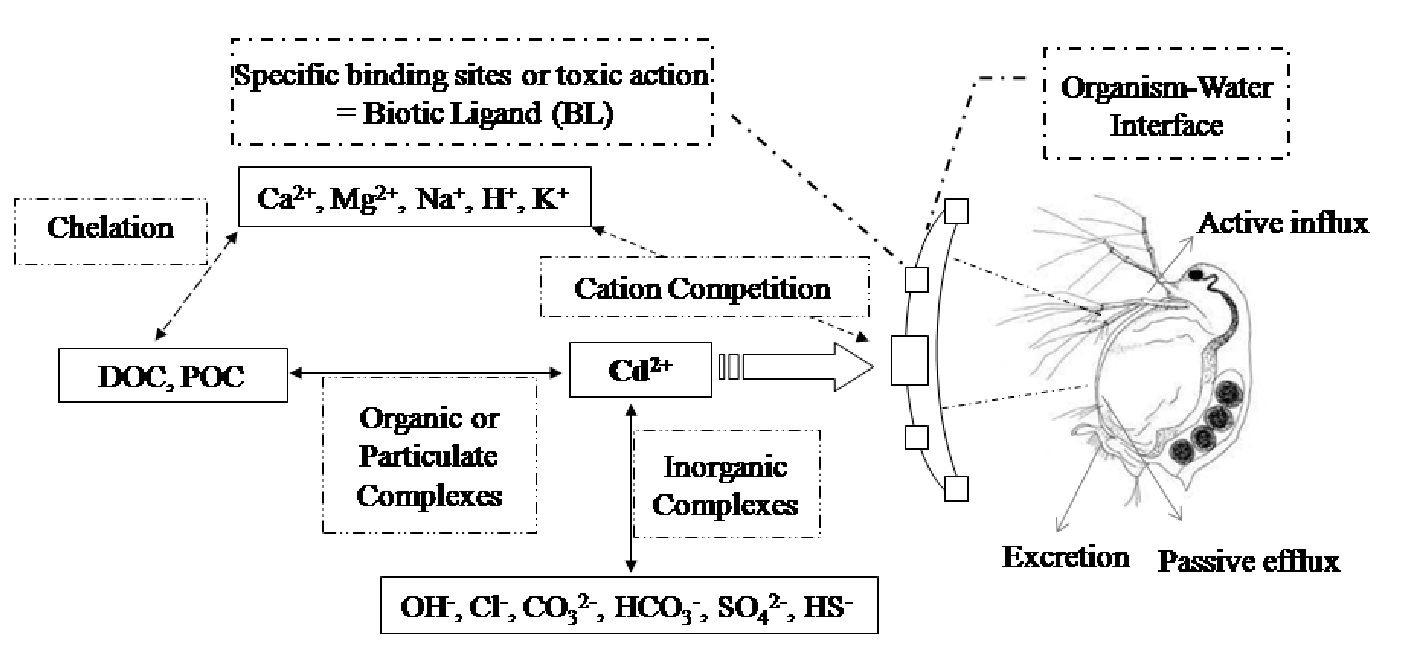 Specific binding sites or toxic action
= Biotic Ligand (BL)
Organism-Water
Interface
Ca²⁺, Mg²⁺, Na⁺, H⁺, K⁺
Chelation
Active influx
Cation Competition
DOC, POC
Cd²⁺
Organic or
Particulate
Complexes
Inorganic
Complexes
Excretion
Passive efflux
OH⁻, Cl⁻, CO₃²⁻, HCO₃⁻, SO₄²⁻, HS⁻